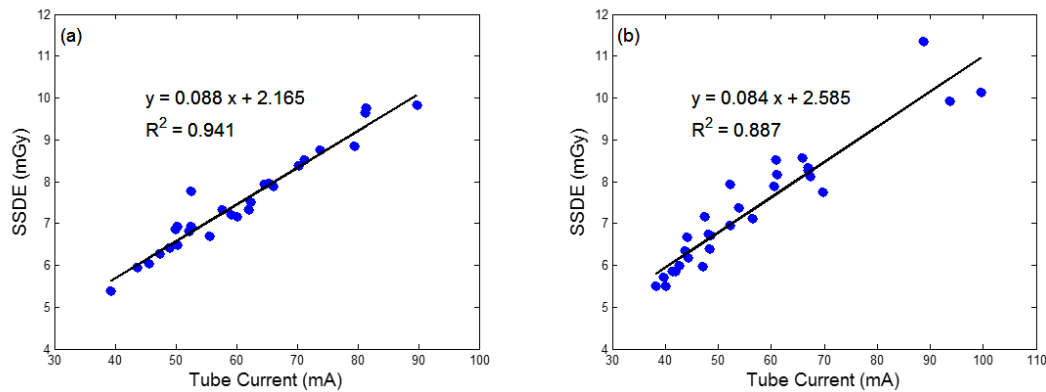 (a)
y = 0.088 x + 2.165
R² = 0.941
SSDE (mGy)
12
11
10
9
8
7
6
5
4
30 40 50 60 70 80 90 100
Tube Current (mA)
(b)
y = 0.084 x + 2.585
R² = 0.887
SSDE (mGy)
12
11
10
9
8
7
6
5
4
30 40 50 60 70 80 90 100 110
Tube Current (mA)